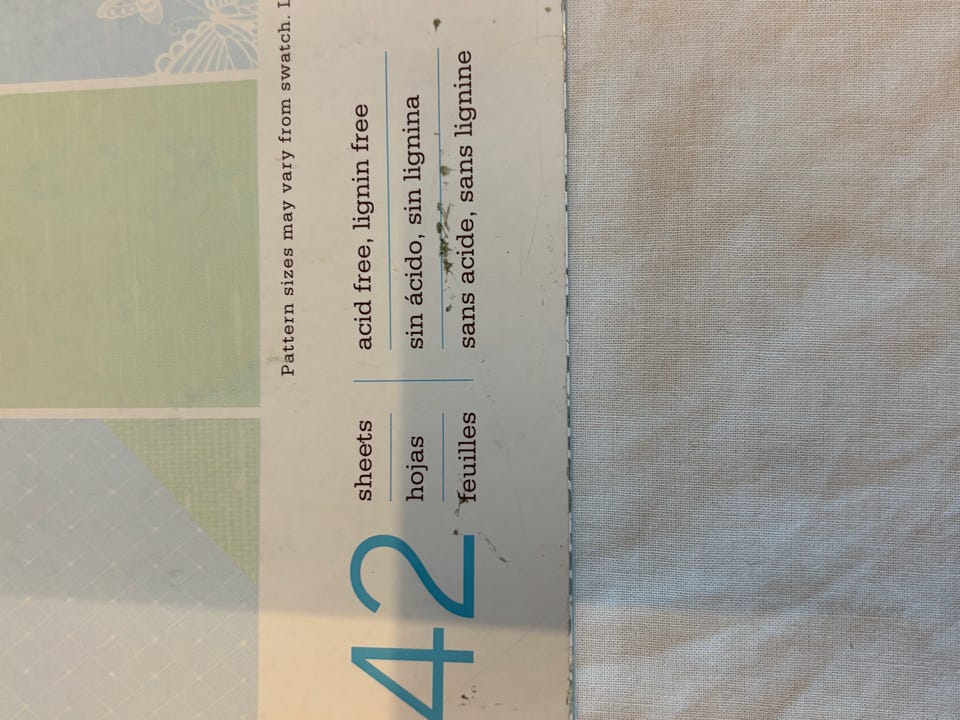 Pattern sizes may vary from swatch.
42
sheets
hojas
feuilles
acid free, lignin free
sin ácido, sin lignina
sans acide, sans lignine